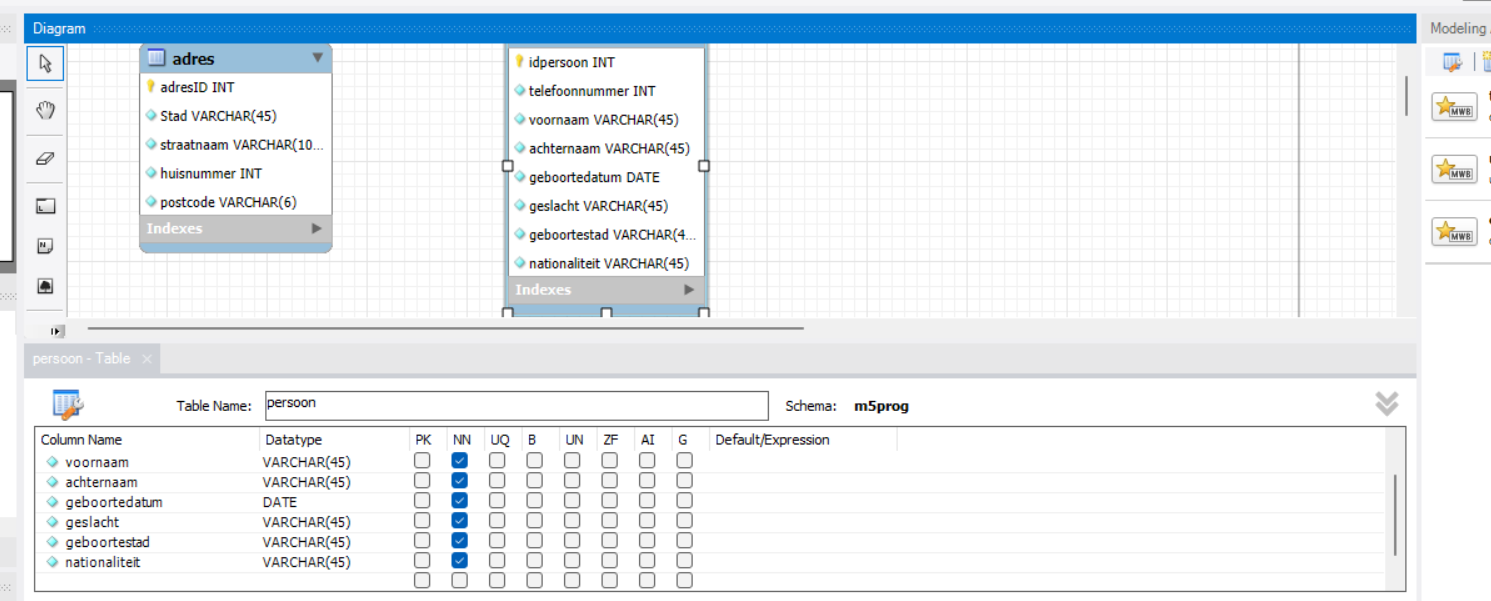 Diagram
Modeling
adres
adresID INT
Stad VARCHAR(45)
straatnaam VARCHAR(10...
huisnummer INT
postcode VARCHAR(6)
Indexes
idpersoon INT
telefoonnummer INT
voornaam VARCHAR(45)
achternaam VARCHAR(45)
geboortedatum DATE
geslacht VARCHAR(45)
geboortestad VARCHAR(4...
nationaliteit VARCHAR(45)
Indexes
MWB
MWB
MWB
persoon - Table
Table Name: persoon Schema: m5prog
Column Name Datatype PK NN UQ B UN ZF AI G Default/Expression
voornaam VARCHAR(45)
achternaam VARCHAR(45)
geboortedatum DATE
geslacht VARCHAR(45)
geboortestad VARCHAR(45)
nationaliteit VARCHAR(45)